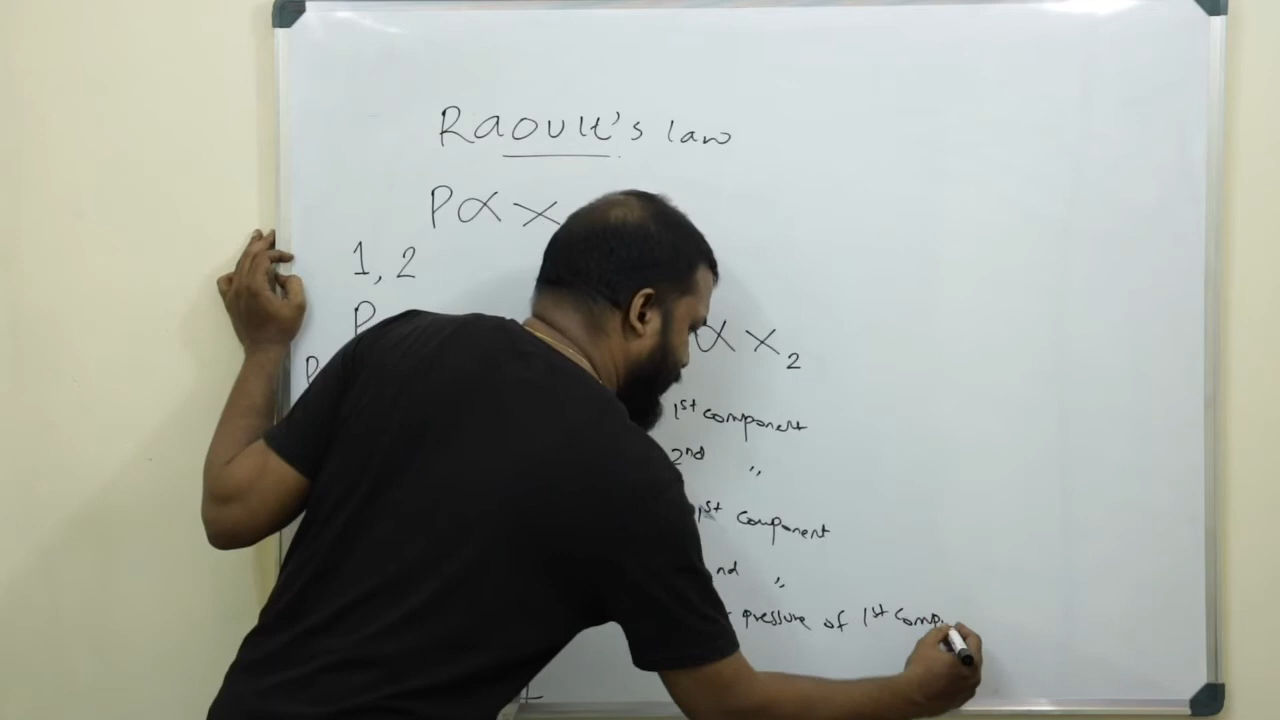 Raoult's law
P α x
1, 2
P α x₂
P 1st component
2nd "
1st component
nd "
pressure of 1st comp.